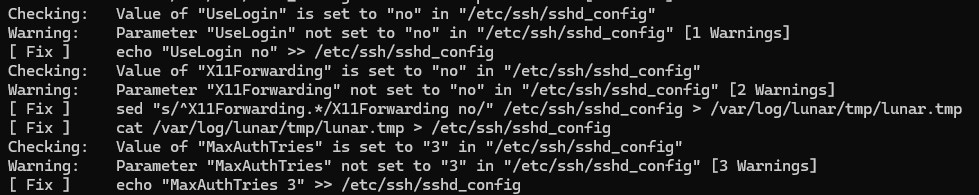 Checking:   Value of "UseLogin" is set to "no" in "/etc/ssh/sshd_config"
Warning:    Parameter "UseLogin" not set to "no" in "/etc/ssh/sshd_config" [1 Warnings]
[ Fix ]     echo "UseLogin no" >> /etc/ssh/sshd_config
Checking:   Value of "X11Forwarding" is set to "no" in "/etc/ssh/sshd_config"
Warning:    Parameter "X11Forwarding" not set to "no" in "/etc/ssh/sshd_config" [2 Warnings]
[ Fix ]     sed "s/^X11Forwarding.*/X11Forwarding no/" /etc/ssh/sshd_config > /var/log/lunar/tmp/lunar.tmp
[ Fix ]     cat /var/log/lunar/tmp/lunar.tmp > /etc/ssh/sshd_config
Checking:   Value of "MaxAuthTries" is set to "3" in "/etc/ssh/sshd_config"
Warning:    Parameter "MaxAuthTries" not set to "3" in "/etc/ssh/sshd_config" [3 Warnings]
[ Fix ]     echo "MaxAuthTries 3" >> /etc/ssh/sshd_config